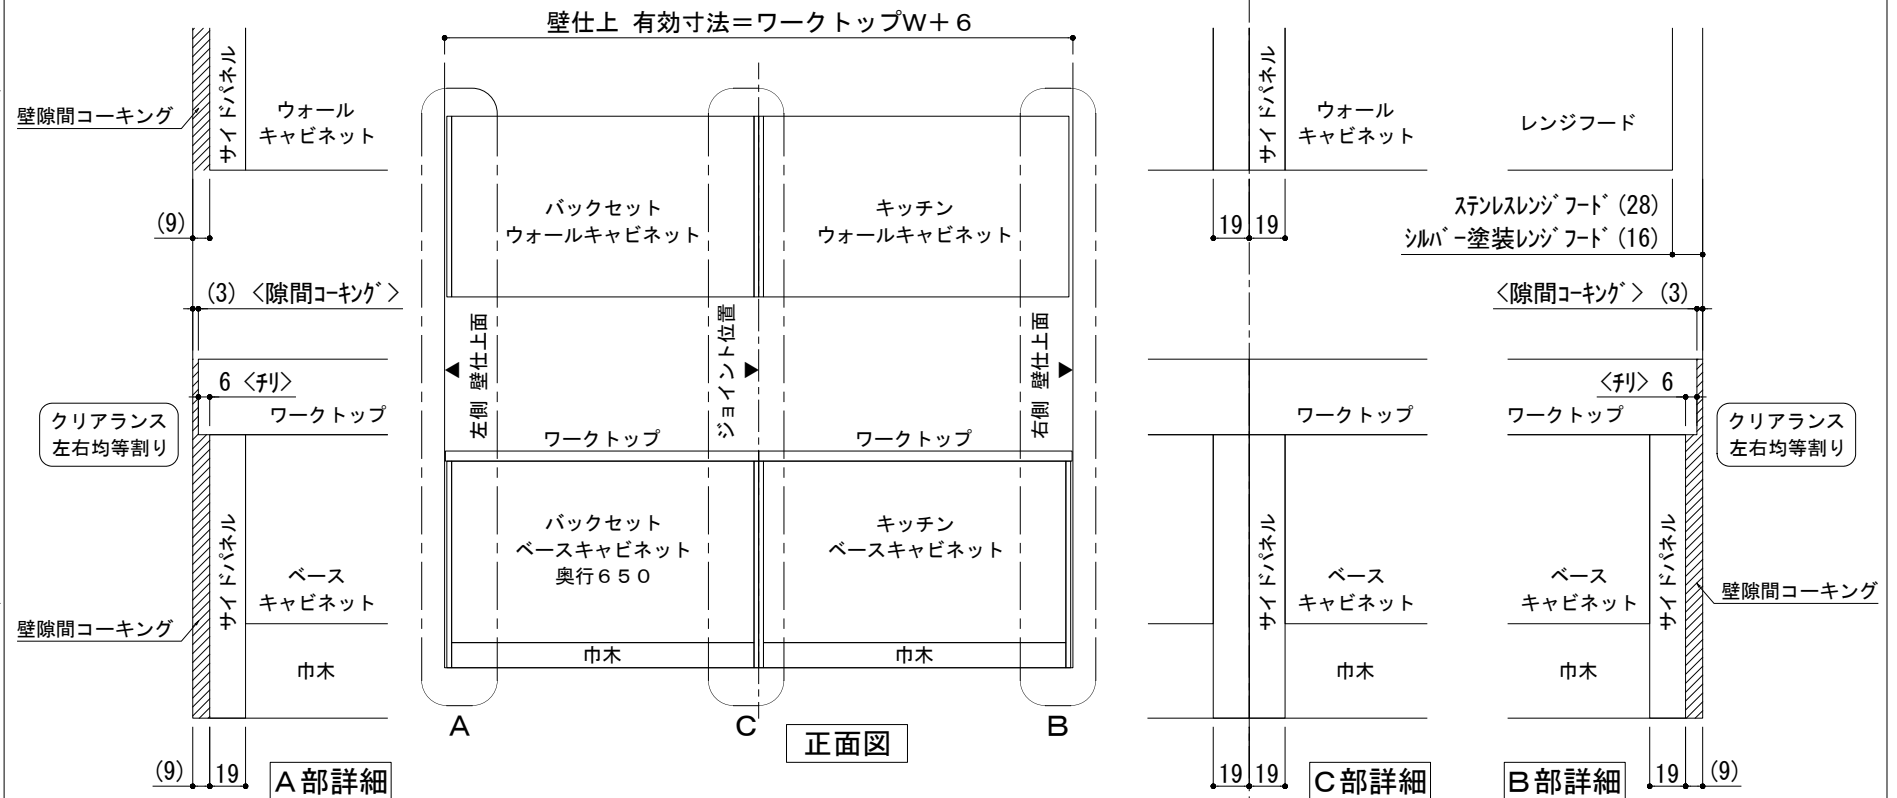 壁仕上 有効寸法＝ワークトップＷ＋６
壁隙間コーキング
サイドパネル
ウォール
キャビネット
(9)
(3) <隙間ｺｰｷﾝｸﾞ>
6 <ﾁﾘ>
ワークトップ
クリアランス
左右均等割り
サイドパネル
ベース
キャビネット
壁隙間コーキング
巾木
(9)
19
Ａ部詳細
バックセット
ウォールキャビネット
キッチン
ウォールキャビネット
左側 壁仕上面
ジョイント位置
右側 壁仕上面
ワークトップ
ワークトップ
バックセット
ベースキャビネット
奥行６５０
キッチン
ベースキャビネット
巾木
巾木
Ａ
Ｃ
Ｂ
正面図
サイドパネル
ウォール
キャビネット
19
19
ワークトップ
サイドパネル
ベース
キャビネット
巾木
19
19
Ｃ部詳細
レンジフード
ｽﾃﾝﾚｽﾚﾝｼﾞﾌｰﾄﾞ(28)
ｼﾙﾊﾞｰ塗装ﾚﾝｼﾞﾌｰﾄﾞ(16)
<隙間ｺｰｷﾝｸﾞ> (3)
<ﾁﾘ> 6
ワークトップ
クリアランス
左右均等割り
ベース
キャビネット
サイドパネル
壁隙間コーキング
巾木
Ｂ部詳細
19
(9)